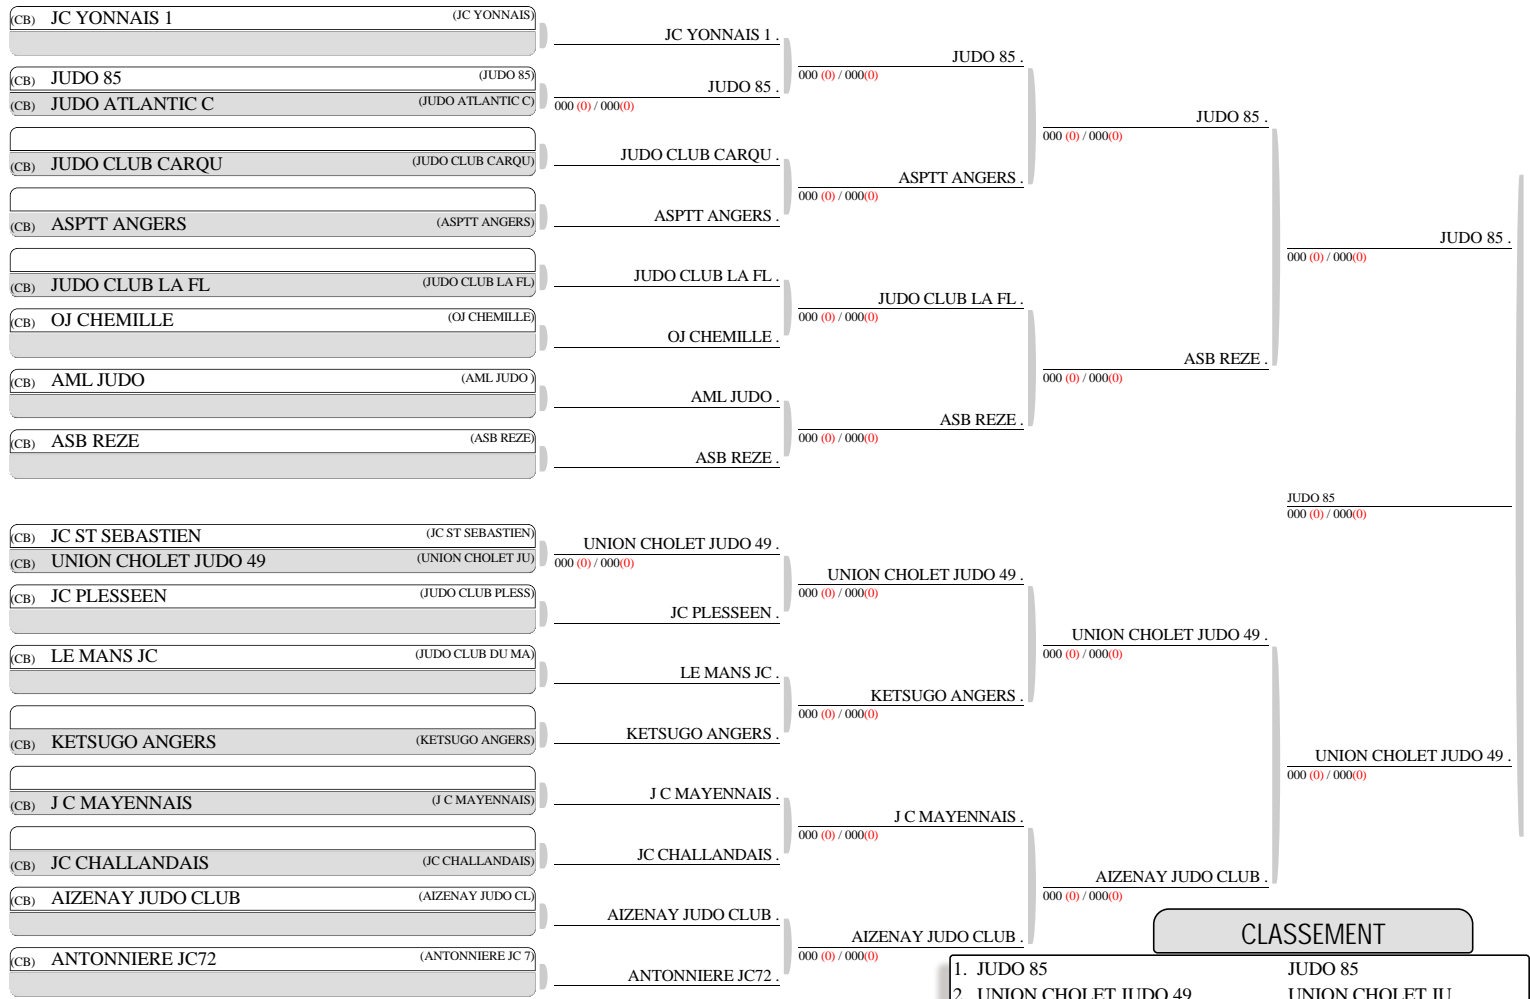 (CB) JC YONNAIS 1 (JC YONNAIS)
(CB) JUDO 85 (JUDO 85)
(CB) JUDO ATLANTIC C (JUDO ATLANTIC C)
(CB) JUDO CLUB CARQU (JUDO CLUB CARQU)
(CB) ASPTT ANGERS (ASPTT ANGERS)
(CB) JUDO CLUB LA FL (JUDO CLUB LA FL)
(CB) OJ CHEMILLE (OJ CHEMILLE)
(CB) AML JUDO (AML JUDO )
(CB) ASB REZE (ASB REZE)
(CB) JC ST SEBASTIEN (JC ST SEBASTIEN)
(CB) UNION CHOLET JUDO 49 (UNION CHOLET JU)
(CB) JC PLESSEEN (JUDO CLUB PLESS)
(CB) LE MANS JC (JUDO CLUB DU MA)
(CB) KETSUGO ANGERS (KETSUGO ANGERS)
(CB) J C MAYENNAIS (J C MAYENNAIS)
(CB) JC CHALLANDAIS (JC CHALLANDAIS)
(CB) AIZENAY JUDO CLUB (AIZENAY JUDO CL)
(CB) ANTONNIERE JC72 (ANTONNIERE JC 7)
JC YONNAIS 1 .
JUDO 85 .
000 (0) / 000(0)
JUDO CLUB CARQU .
ASPTT ANGERS .
JUDO CLUB LA FL .
OJ CHEMILLE .
AML JUDO .
ASB REZE .
UNION CHOLET JUDO 49 .
000 (0) / 000(0)
JC PLESSEEN .
LE MANS JC .
KETSUGO ANGERS .
J C MAYENNAIS .
JC CHALLANDAIS .
AIZENAY JUDO CLUB .
ANTONNIERE JC72 .
JUDO 85 .
000 (0) / 000(0)
ASPTT ANGERS .
000 (0) / 000(0)
JUDO CLUB LA FL .
000 (0) / 000(0)
ASB REZE .
000 (0) / 000(0)
UNION CHOLET JUDO 49 .
000 (0) / 000(0)
KETSUGO ANGERS .
000 (0) / 000(0)
J C MAYENNAIS .
000 (0) / 000(0)
AIZENAY JUDO CLUB .
000 (0) / 000(0)
JUDO 85 .
000 (0) / 000(0)
ASB REZE .
000 (0) / 000(0)
UNION CHOLET JUDO 49 .
000 (0) / 000(0)
AIZENAY JUDO CLUB .
000 (0) / 000(0)
JUDO 85 .
000 (0) / 000(0)
JUDO 85
000 (0) / 000(0)
UNION CHOLET JUDO 49 .
000 (0) / 000(0)
CLASSEMENT
1. JUDO 85 JUDO 85
2. UNION CHOLET JUDO 49 UNION CHOLET JU